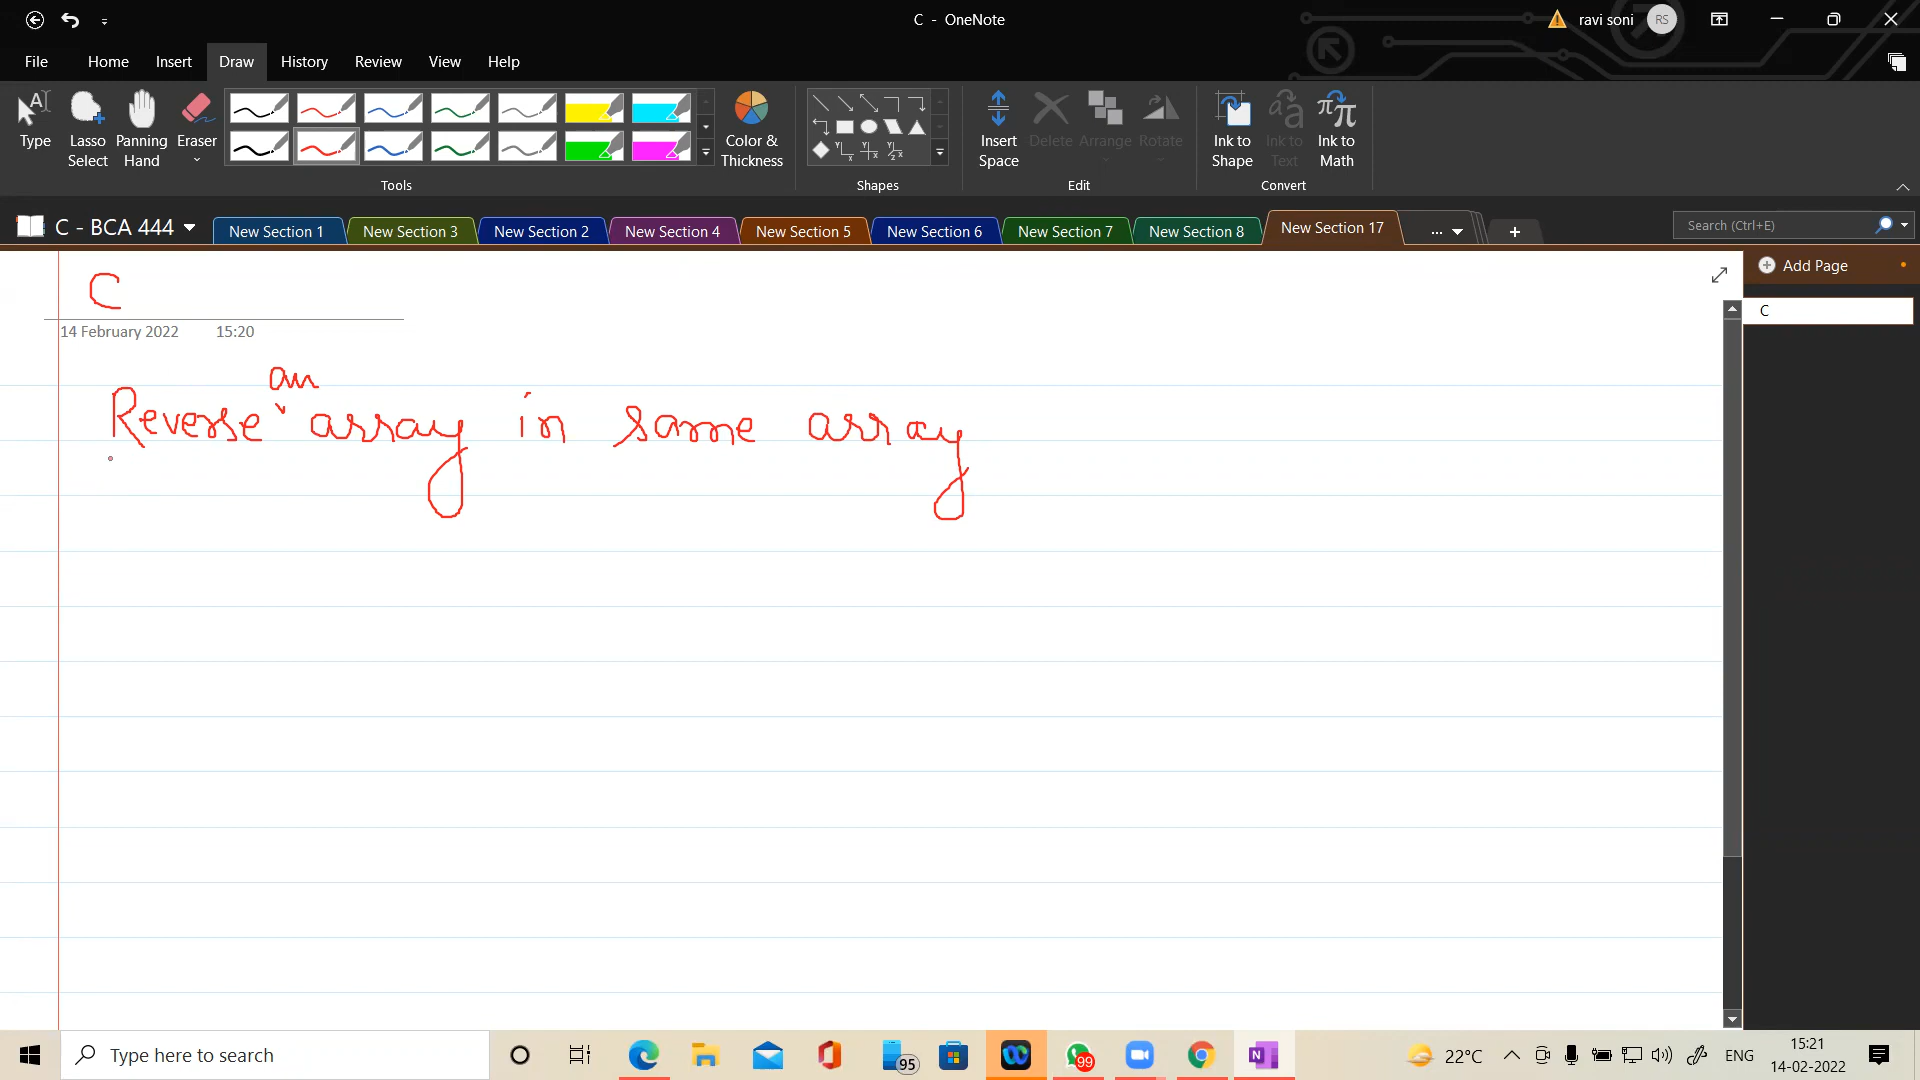 C - OneNote
ravi soni RS
File Home Insert Draw History Review View Help
Type Lasso Select Panning Hand Eraser Color & Thickness Insert Space Delete Arrange Rotate Ink to Shape Ink to Text Ink to Math
Tools Shapes Edit Convert
C - BCA 444 New Section 1 New Section 3 New Section 2 New Section 4 New Section 5 New Section 6 New Section 7 New Section 8 New Section 17 ... Search (Ctrl+E)
Add Page
C
C
14 February 2022 15:20
an
Reverse array in same array
Type here to search 95 99 22°C ENG 15:21
14-02-2022